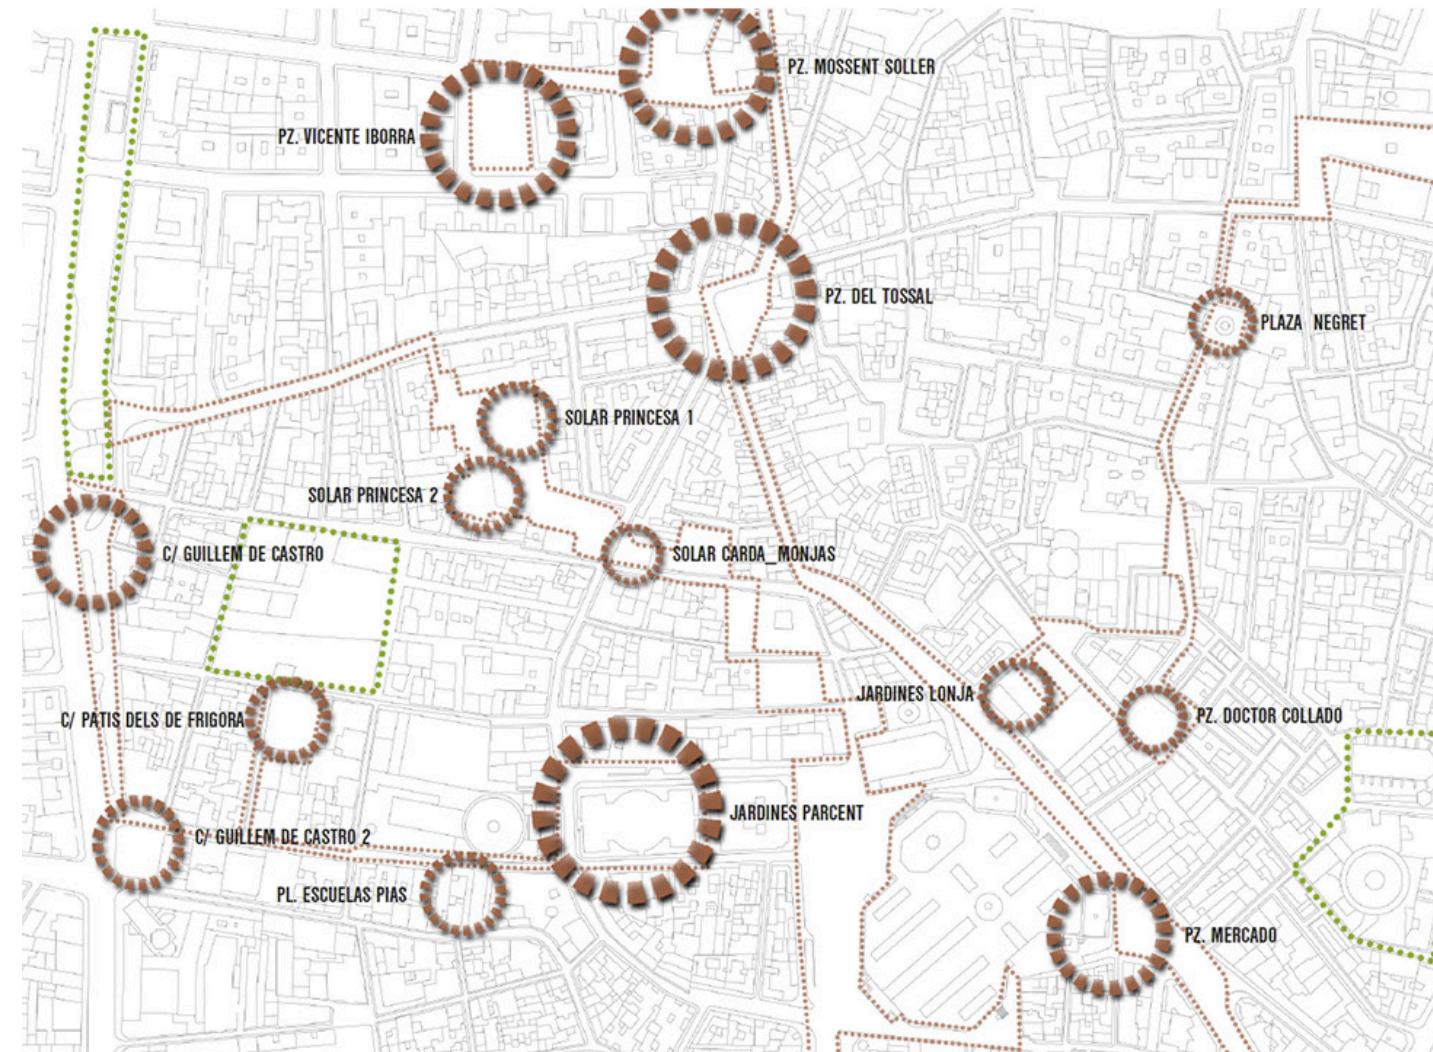 PZ. MOSSENT SOLLER
PZ. VICENTE IBORRA
PZ. DEL TOSSAL
PLAZA NEGRET
SOLAR PRINCESA 1
SOLAR PRINCESA 2
C/ GUILLEM DE CASTRO
SOLAR CARDA_MONJAS
JARDINES LONJA
C/ PATIS DELS DE FRIGORA
PZ. DOCTOR COLLADO
JARDINES PARCENT
C/ GUILLEM DE CASTRO 2
PL. ESCUELAS PIAS
PZ. MERCADO